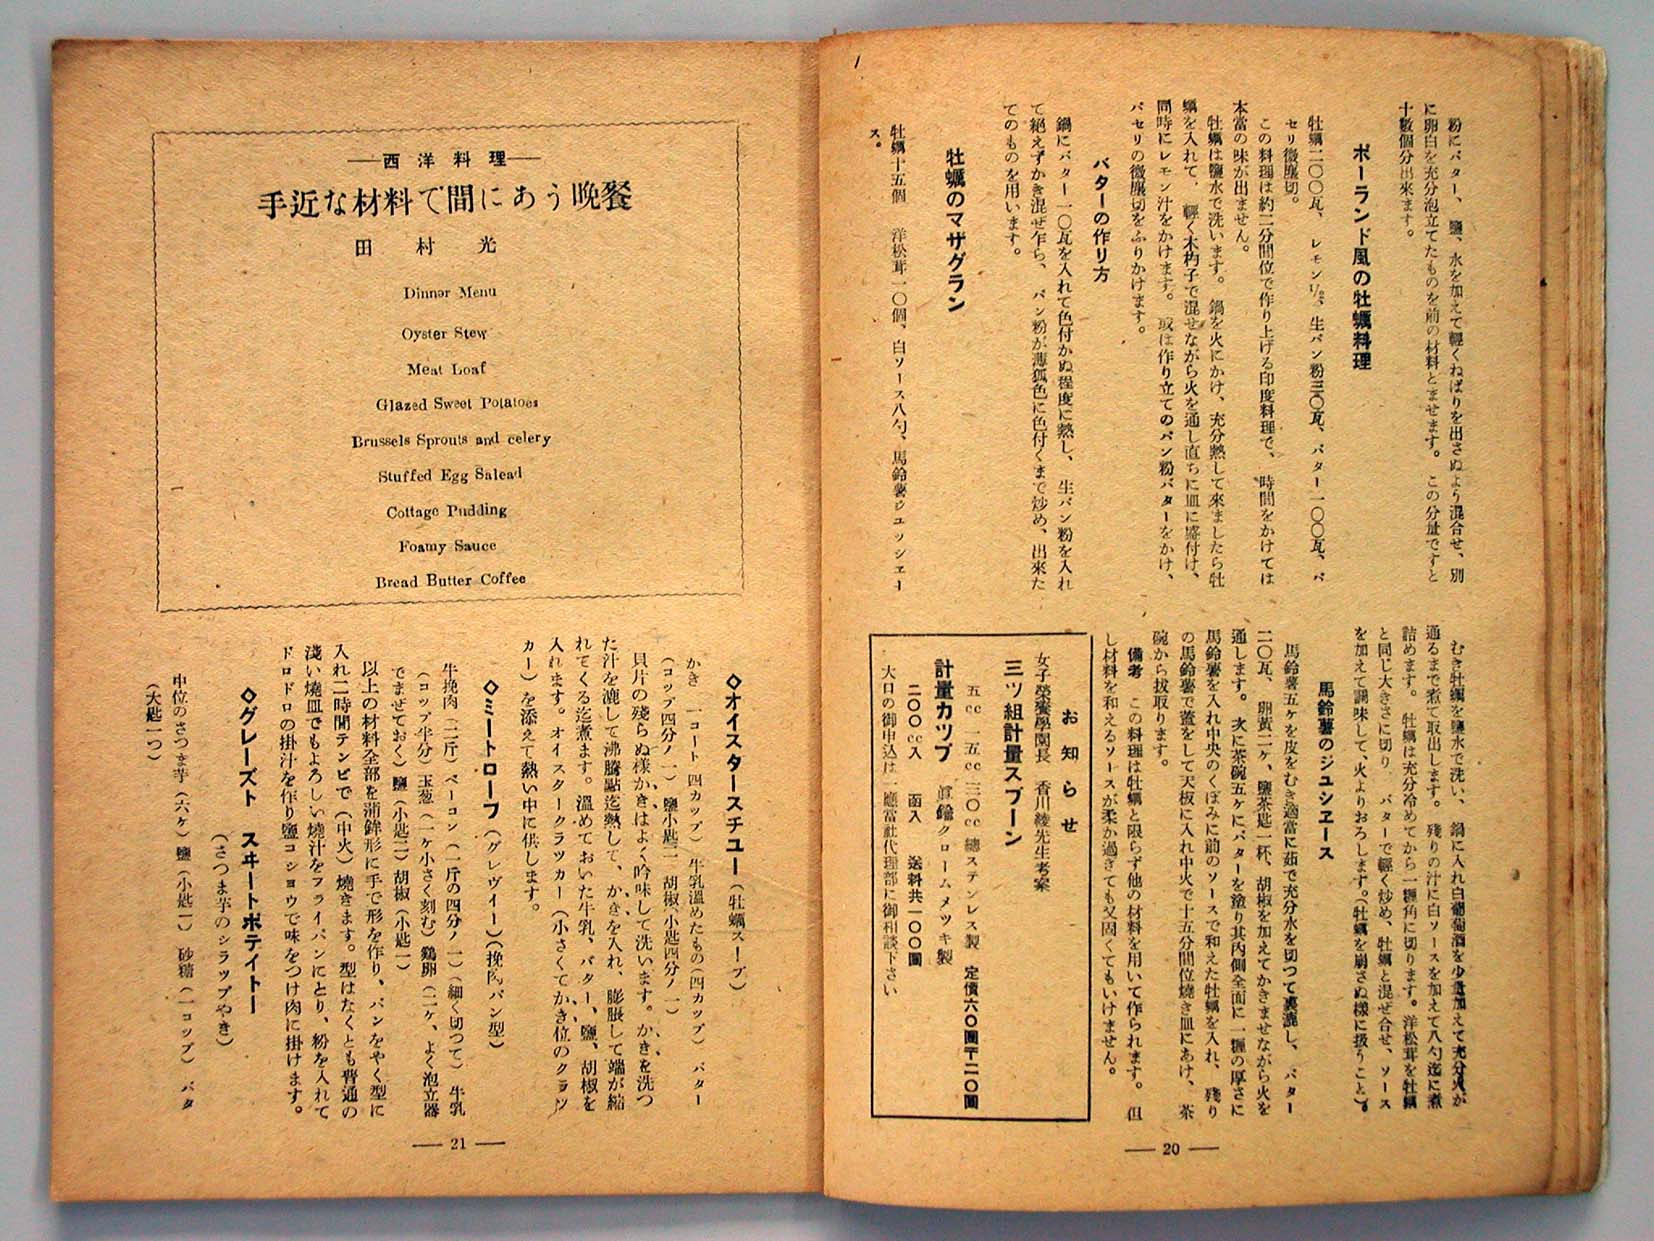 粉にバター、鹽、水を加えて輕くねばりを出さぬよう混合せ、別
に卵白を充分泡立てたものを前の材料とませます。この分量ですと
十數個分出來ます。
ポーランド風の牡蠣料理
牡蠣二〇〇瓦、レモン½、生パン粉三〇瓦、バター一〇〇瓦、パ
セリ微塵切。
この料理は約二分間位で作り上げる印度料理で、時間をかけては
本當の味が出ません。
牡蠣は鹽水で洗います。鍋を火にかけ、充分熱して來ましたら牡
蠣を入れて、輕く木杓子で混ぜながら火を通し直ちに皿に盛付け、
同時にレモン汁をかけます。或は作り立てのパン粉バターをかけ、
パセリの微塵切をふりかけます。
バターの作り方
鍋にバター一〇瓦を入れて色付かぬ程度に熱し、生パン粉を入れ
て絶えずかき混ぜ乍ら、パン粉が薄狐色に色付くまで炒め、出來た
てのものを用います。
牡蠣のマザグラン
牡蠣十五個 洋松茸一〇個、白ソース八勺、馬鈴薯ジユツシエー
ス。
むき牡蠣を鹽水で洗い、鍋に入れ白葡萄酒を少量加えて充分火が
通るまで煮て取出します。殘りの汁に白ソースを加えて八勺迄に煮
詰めます。牡蠣は充分冷めてから一糎角に切ります。洋松茸を牡蠣
と同じ大きさに切り バターで輕く炒め、牡蠣と混ぜ合せ、ソース
を加えて調味して、火よりおろします。(牡蠣を崩さぬ樣に扱うこと)。
馬鈴薯のジユシエース
馬鈴薯五ケを皮をむき適當に茹で充分水を切つて裏漉し、バター
二〇瓦、卵黄二ケ、鹽茶匙一杯、胡椒を加えてかきませながら火を
通します。次に茶碗五ケにバターを塗り其内側全面に一糎の厚さに
馬鈴薯を入れ中央のくぼみに前のソースで和えた牡蠣を入れ、殘り
の馬鈴薯で蓋をして天板に入れ中火で十五分間位燒き皿にあけ、茶
碗から拔取ります。
備考 この料理は牡蠣と限らず他の材料を用いて作られます。但
し材料を和えるソースが柔か過ぎても又固くてもいけません。
お知らせ
女子榮養學園長 香川綾先生考案
三ツ組計量スプーン
五cc 一五cc 三〇cc 總ステンレス製 定價六〇圓〒二〇圓
計量カツプ 眞鍮クロームメツキ製
二〇〇cc入 函入 送料共一〇〇圓
大口の御申込は一應當社代理部に御相談下さい
— 20 —
—西洋料理—
手近な材料で間にあう晩餐
田村 光
Dinner Menu
Oyster Stew
Meat Loaf
Glazed Sweet Potatoes
Brussels Sprouts and celery
Stuffed Egg Salead
Cottage Pudding
Foamy Sauce
Bread Butter Coffee
◇オイスタースチユー(牡蠣スープ)
かき 一コート 四カップ) 牛乳溫めたもの(四カップ) バター
(コップ四分ノ一) 鹽小匙二 胡椒、小匙四分ノ一)
貝片の殘らぬ樣かきはよく吟味して洗います。かきを洗つ
た汁を漉して沸騰點迄熱して、かきを入れ、膨脹して端が縮
れてくる迄煮ます。溫めておいた牛乳、バター、鹽、胡椒を
入れます。オイスタークラツカー(小さくてかき位のクラツ
カー)を添えて熱い中に供します。
◇ミートローフ(グレヴイー)(挽肉パン型)
牛挽肉(二斤) ベーコン(一斤の四分ノ一)(細く切つて) 牛乳
(コップ半分) 玉葱(一ケ小さく刻む) 鷄卵(二ケ、よく泡立器
でまぜておく) 鹽(小匙二) 胡椒(小匙一)
以上の材料全部を蒲鉾形に手で形を作り、パンをやく型に
入れ二時間テンピで(中火)燒きます。型はなくとも普通の
淺い燒皿でもよろしい燒汁をフライパンにとり、粉を入れて
ドロドロの掛汁を作り鹽コショウで味をつけ肉に掛けます。
◇グレーズト スヰートポテイトー
(さつま芋のシラップやき)
中位のさつま芋(六ケ) 鹽(小匙一) 砂糖(一コップ) バタ
(大匙一つ)
— 21 —